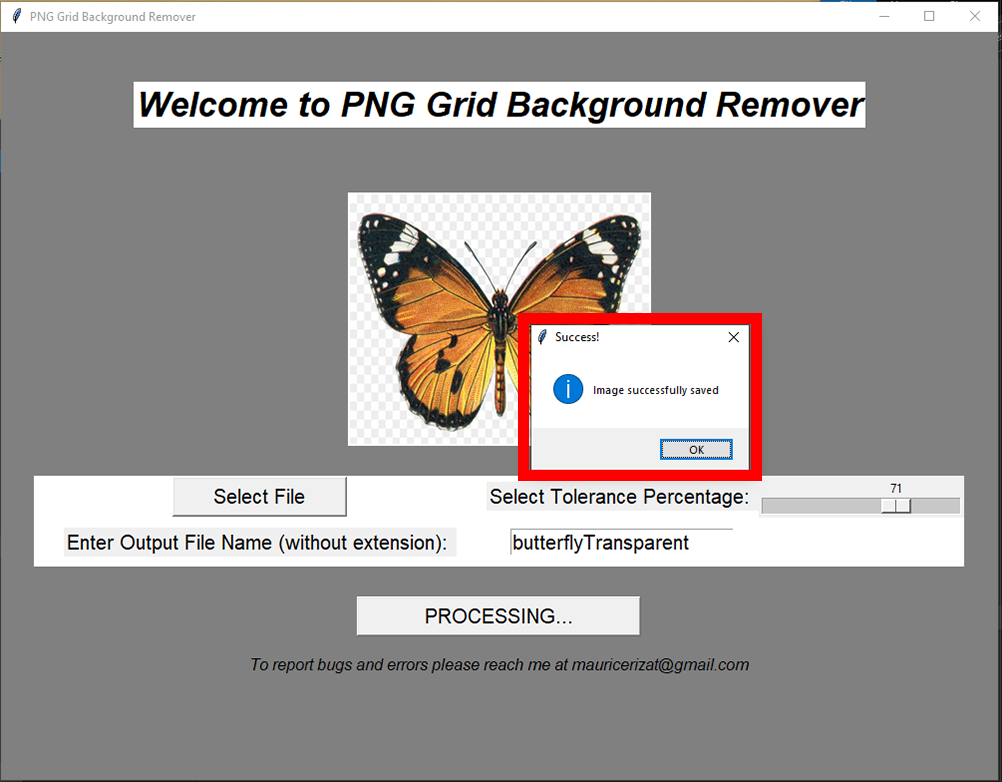 PNG Grid Background Remover
Welcome to PNG Grid Background Remover
Success!
i
Image successfully saved
OK
Select File
Select Tolerance Percentage:
71
Enter Output File Name (without extension):
butterflyTransparent
PROCESSING...
To report bugs and errors please reach me at mauricerizat@gmail.com